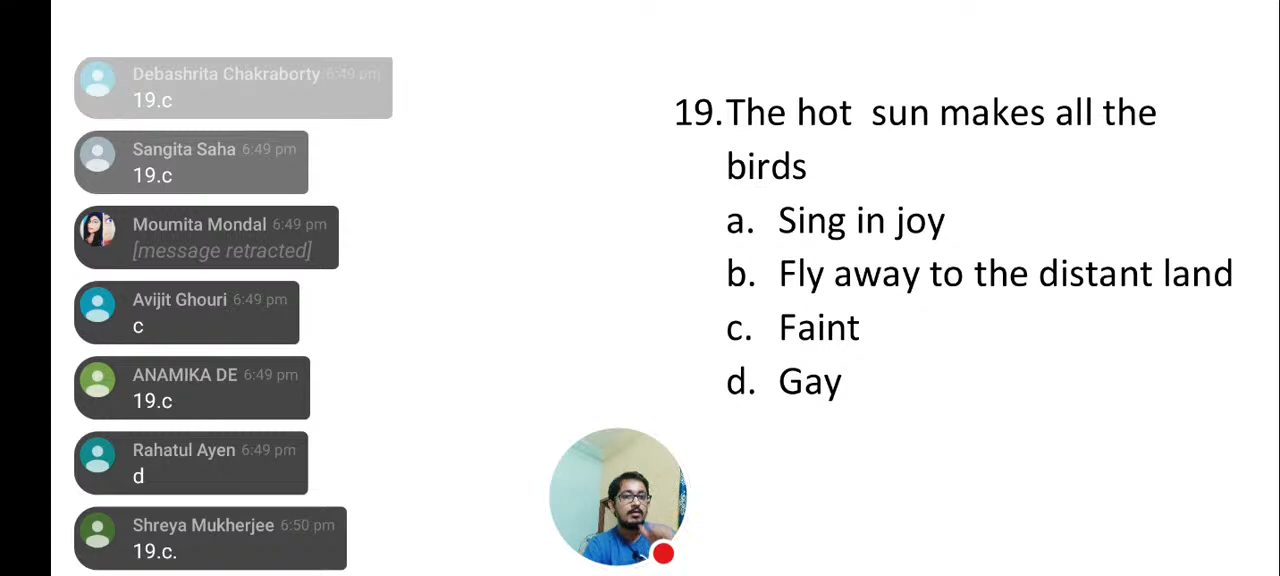 Debashrita Chakraborty 6:49 pm
19.c
Sangita Saha 6:49 pm
19.c
Moumita Mondal 6:49 pm
[message retracted]
Avijit Ghouri 6:49 pm
c
ANAMIKA DE 6:49 pm
19.c
Rahatul Ayen 6:49 pm
d
Shreya Mukherjee 6:50 pm
19.c.
19.The hot sun makes all the
birds
a. Sing in joy
b. Fly away to the distant land
c. Faint
d. Gay